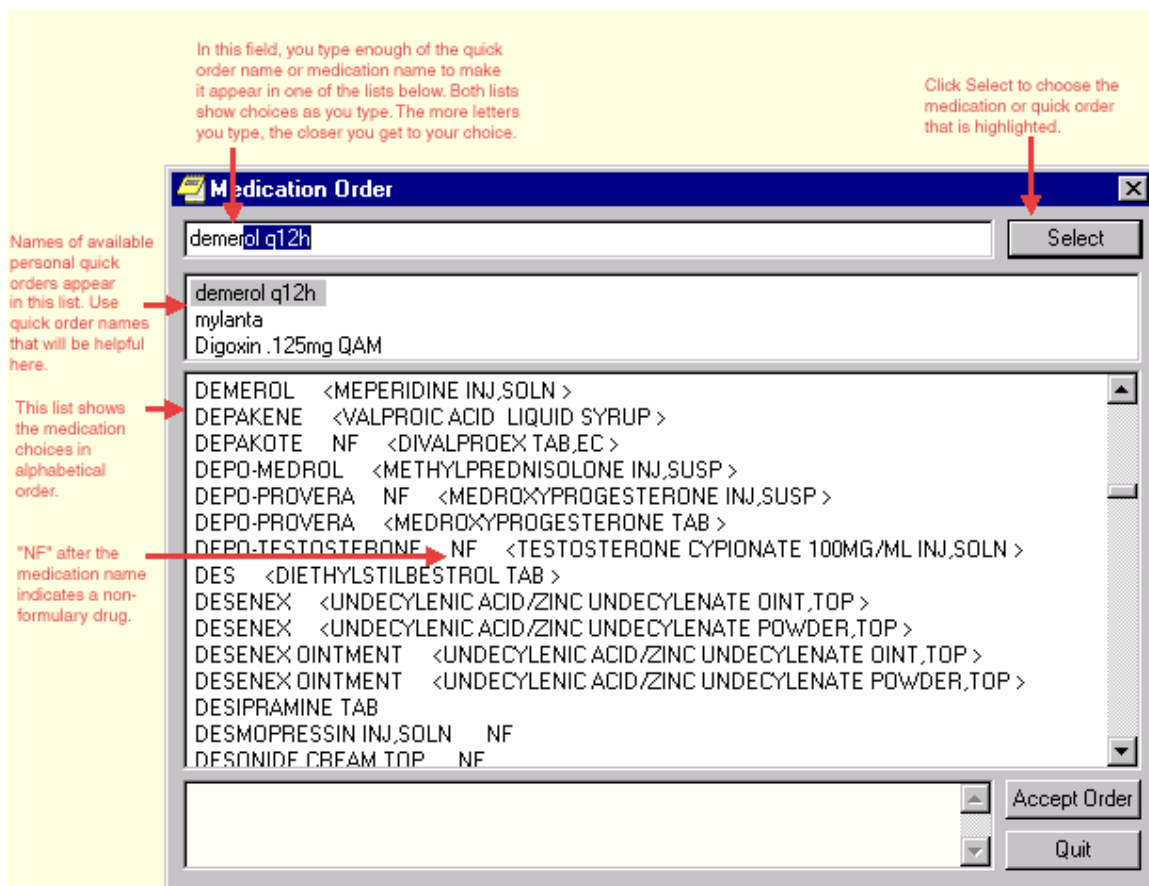 In this field, you type enough of the quick
order name or medication name to make
it appear in one of the lists below. Both lists
show choices as you type. The more letters
you type, the closer you get to your choice.
Click Select to choose the
medication or quick order
that is highlighted.
Medication Order
demerol q12h
Select
Names of available
personal quick
orders appear
in this list. Use
quick order names
that will be helpful
here.
demerol q12h
mylanta
Digoxin .125mg QAM
This list shows
the medication
choices in
alphabetical
order.
"NF" after the
medication name
indicates a non-
formulary drug.
DEMEROL <MEPERIDINE INJ,SOLN >
DEPAKENE <VALPROIC ACID LIQUID SYRUP >
DEPAKOTE NF <DIVALPROEX TAB,EC >
DEPO-MEDROL <METHYLPREDNISOLONE INJ,SUSP >
DEPO-PROVERA NF <MEDROXYPROGESTERONE INJ,SUSP >
DEPO-PROVERA <MEDROXYPROGESTERONE TAB >
DEPO-TESTOSTERONE NF <TESTOSTERONE CYPIONATE 100MG/ML INJ,SOLN >
DES <DIETHYLSTILBESTROL TAB >
DESENEX <UNDECYLENIC ACID/ZINC UNDECYLENATE OINT,TOP >
DESENEX <UNDECYLENIC ACID/ZINC UNDECYLENATE POWDER,TOP >
DESENEX OINTMENT <UNDECYLENIC ACID/ZINC UNDECYLENATE OINT,TOP >
DESENEX OINTMENT <UNDECYLENIC ACID/ZINC UNDECYLENATE POWDER,TOP >
DESIPRAMINE TAB
DESMOPRESSIN INJ,SOLN NF
DESONIDE CREAM,TOP NF
Accept Order
Quit